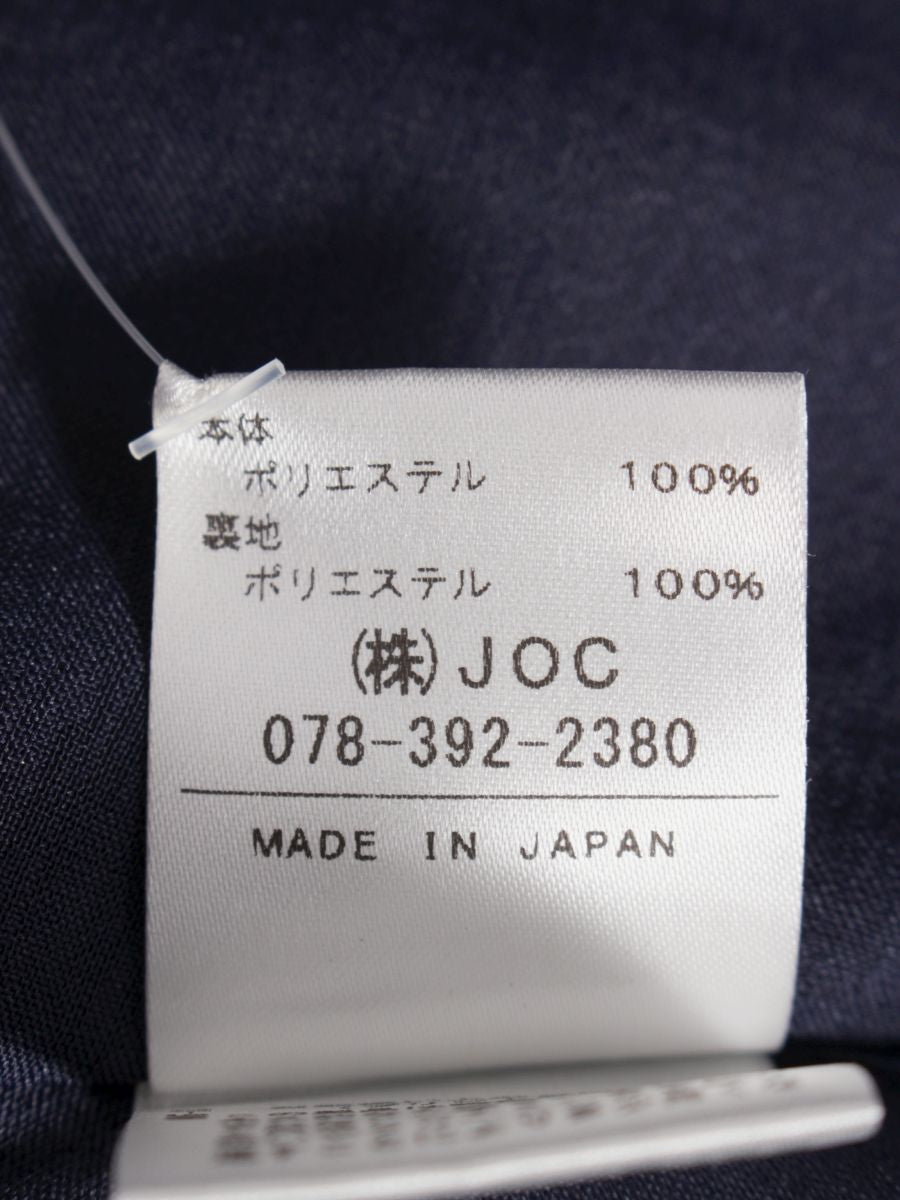 本体
ポリエステル 100%
裏地
ポリエステル 100%
(株)JOC
078-392-2380
MADE IN JAPAN